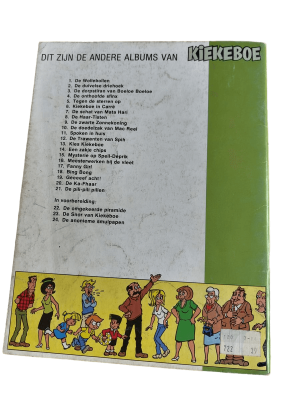 DIT ZIJN DE ANDERE ALBUMS VAN KIEKEBOE
1. De Wollebollen
2. De duivelse driehoek
3. De dorpstiran van Boeloe Boeloe
4. De onthoofde sfinx
5. Tegen de sterren op
6. Kiekeboe in Carré
7. De schat van Mata Hari
8. De Haar-Tisten
9. De zwarte Zonnekoning
10. De doedelzak van Mac Reel
11. Spoken in huis
12. De Trawanten van Spih
13. Kies Kiekeboe
14. Een zakje chips
15. Mysterie op Spell-Deprik
16. Meesterwerken bij de vleet
17. Fanny Girl
18. Bing Bong
19. Geeeeef acht!
20. De Ka-Fhaar
21. De pili-pili pillen
In voorbereiding:
22. De omgekeerde piramide
23. De Snor van Kiekeboe
24. De anonieme smulpapen
722